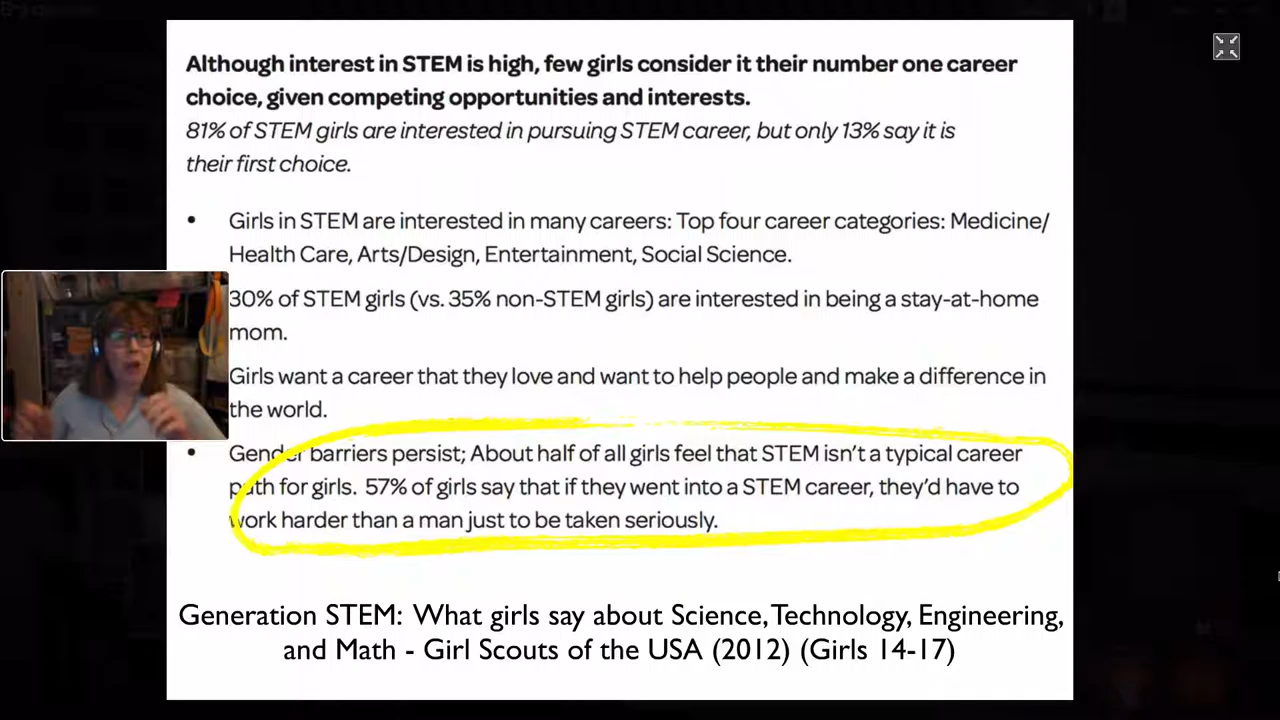 Although interest in STEM is high, few girls consider it their number one career
choice, given competing opportunities and interests.
81% of STEM girls are interested in pursuing STEM career, but only 13% say it is
their first choice.
• Girls in STEM are interested in many careers: Top four career categories: Medicine/
Health Care, Arts/Design, Entertainment, Social Science.
30% of STEM girls (vs. 35% non-STEM girls) are interested in being a stay-at-home
mom.
Girls want a career that they love and want to help people and make a difference in
the world.
• Gender barriers persist; About half of all girls feel that STEM isn't a typical career
path for girls. 57% of girls say that if they went into a STEM career, they'd have to
work harder than a man just to be taken seriously.
Generation STEM: What girls say about Science, Technology, Engineering,
and Math - Girl Scouts of the USA (2012) (Girls 14-17)